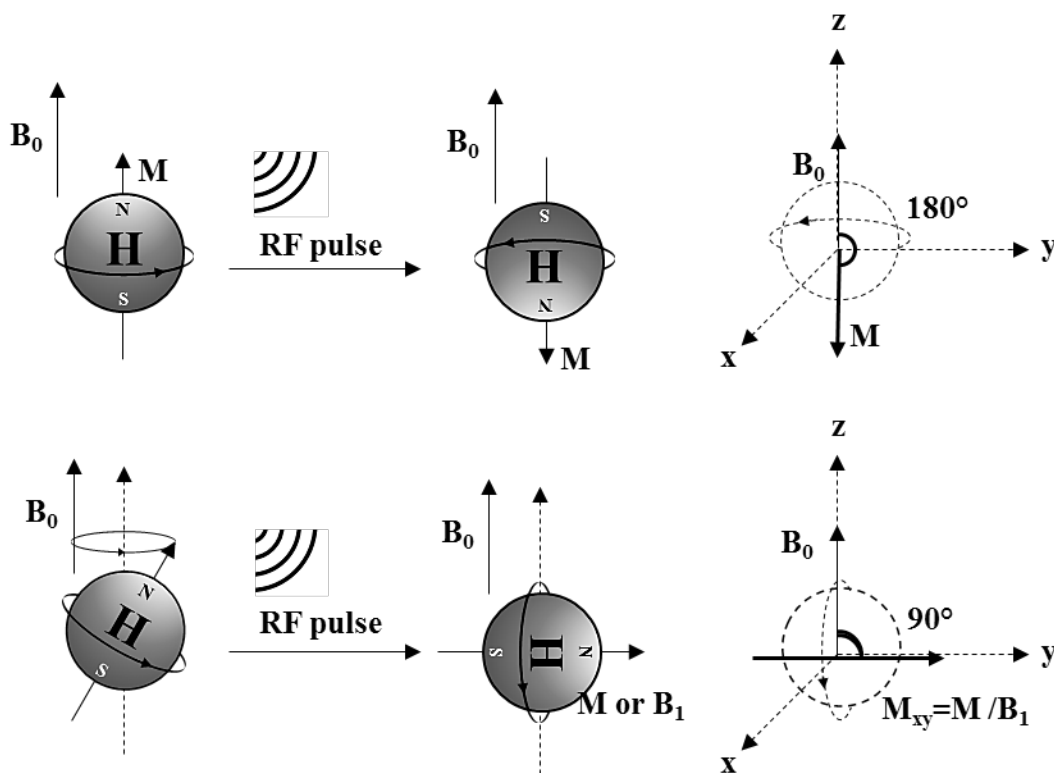 z
B₀
M
N
H
S
RF pulse
B₀
S
H
N
M
B₀
180°
y
M
x
B₀
N
H
S
RF pulse
B₀
S
H
N
M or B₁
z
B₀
90°
y
Mxy=M /B₁
x